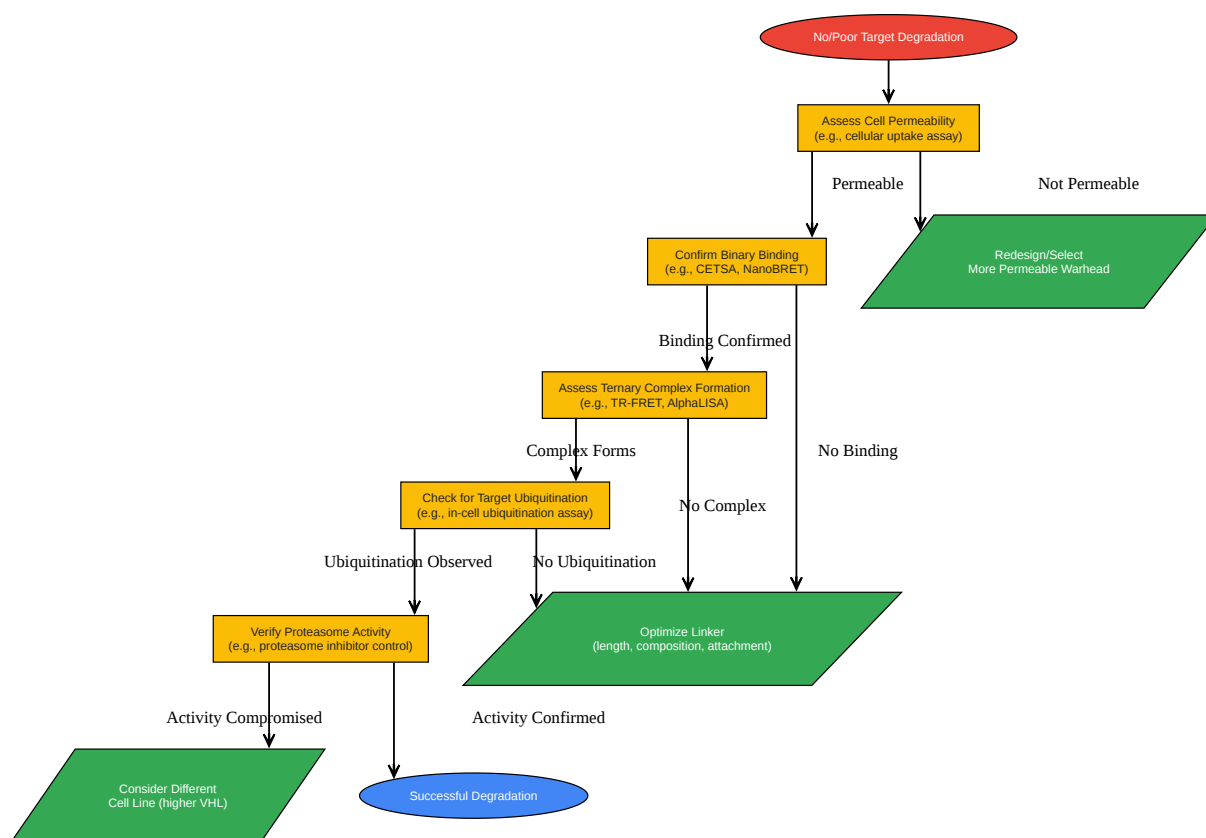 No/Poor Target Degradation
Assess Cell Permeability
(e.g., cellular uptake assay)
Permeable
Not Permeable
Confirm Binary Binding
(e.g., CETSA, NanoBRET)
Redesign/Select
More Permeable Warhead
Binding Confirmed
Assess Ternary Complex Formation
(e.g., TR-FRET, AlphaLISA)
Complex Forms
No Binding
Check for Target Ubiquitination
(e.g., in-cell ubiquitination assay)
No Complex
Ubiquitination Observed
No Ubiquitination
Verify Proteasome Activity
(e.g., proteasome inhibitor control)
Optimize Linker
(length, composition, attachment)
Activity Compromised
Activity Confirmed
Consider Different
Cell Line (higher VHL)
Successful Degradation